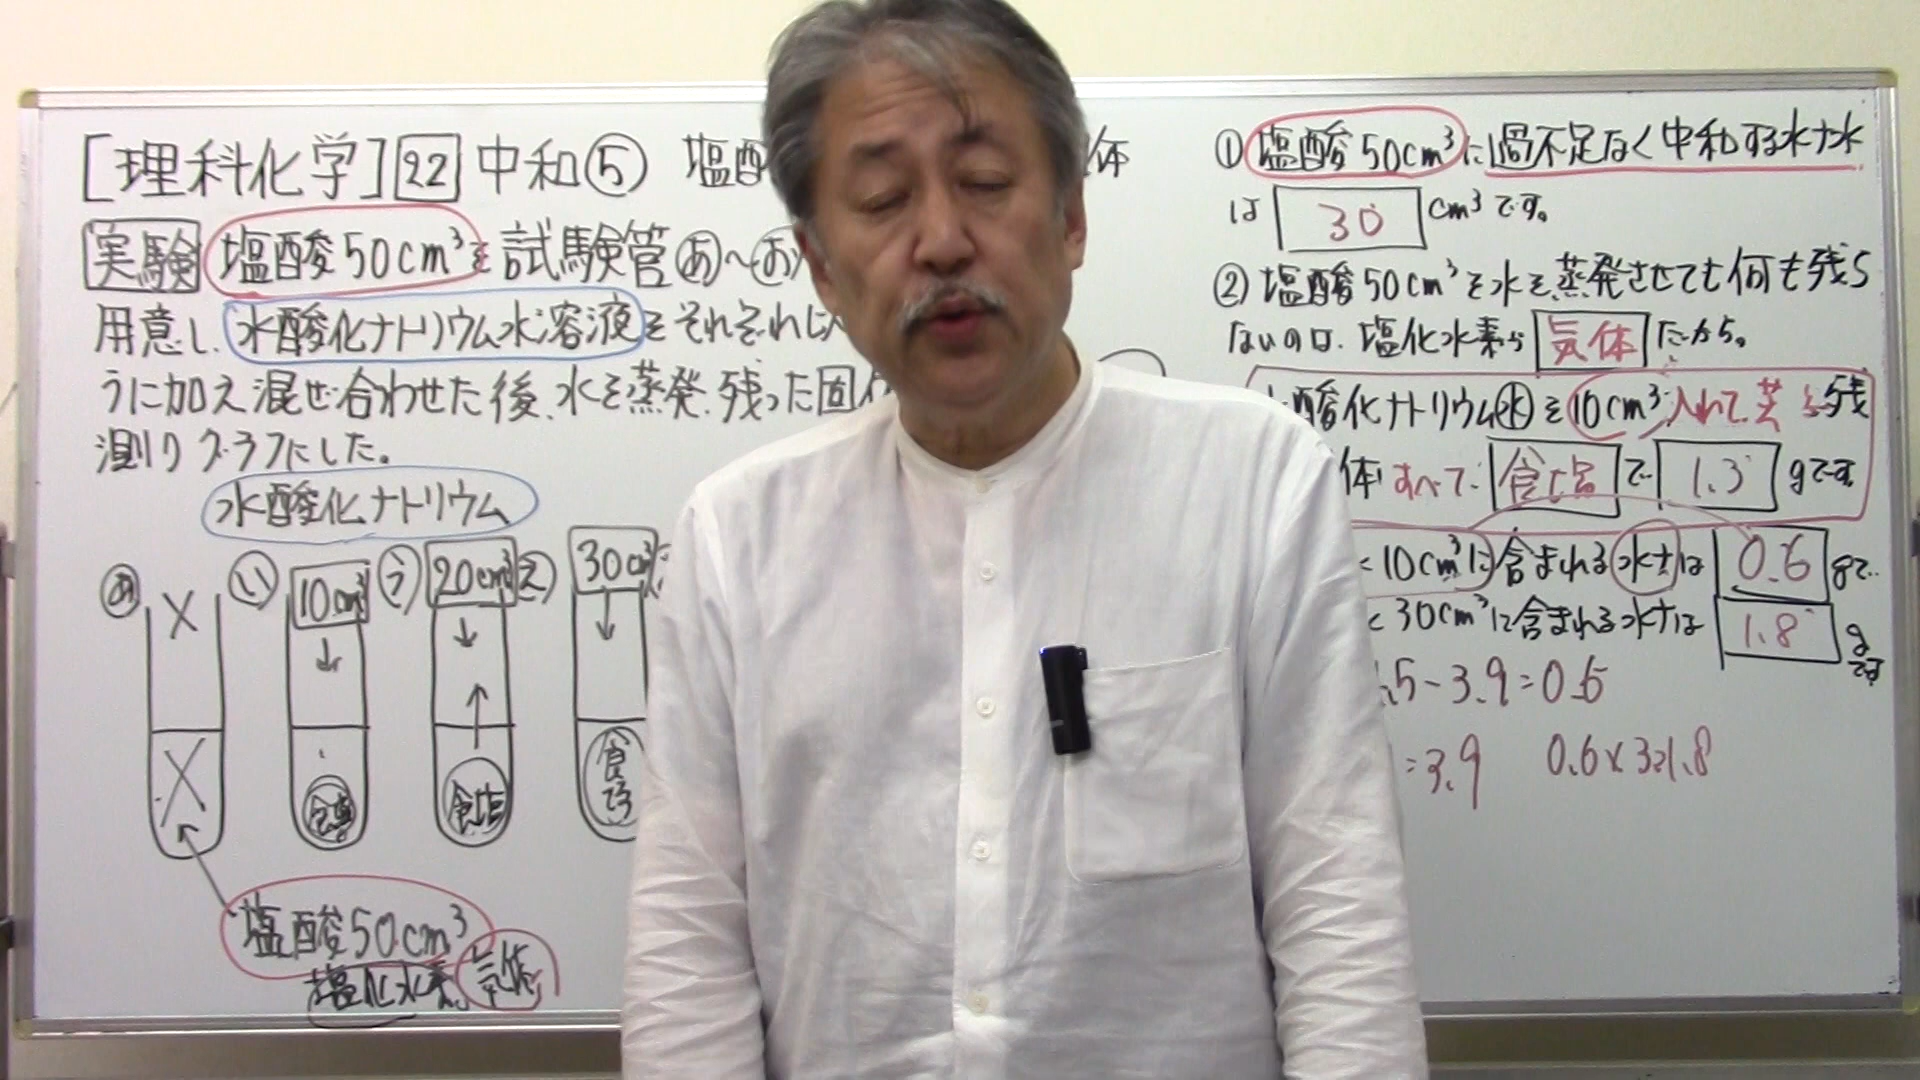 [理科化学] 22 中和⑤ 塩酸
体
実験 塩酸50cm³を試験管あ〜お
用意し、水酸化ナトリウム水溶液をそれぞれ
うに加え混ぜ合わせた後、水を蒸発、残った固体
測りグラフにした。
水酸化ナトリウム
あ × い 10cm³ う 20cm³ え 30cm³
× 食塩 食塩 食塩
塩酸50cm³
塩化水素 気体
① 塩酸50cm³に過不足なく中和する水ナ水
は 30 cm³です。
② 塩酸50cm³を水を蒸発させても何も残ら
ないのは、塩化水素が 気体 だから。
酸化ナトリウム水を10cm³入れて、蒸 残
体はすべて 食塩 で 1.3 gです
10cm³に含まれる水ナは 0.6 gで
30cm³に含まれる水ナは 1.8 gです
.5-3.9=0.6
=3.9 0.6×3=1.8